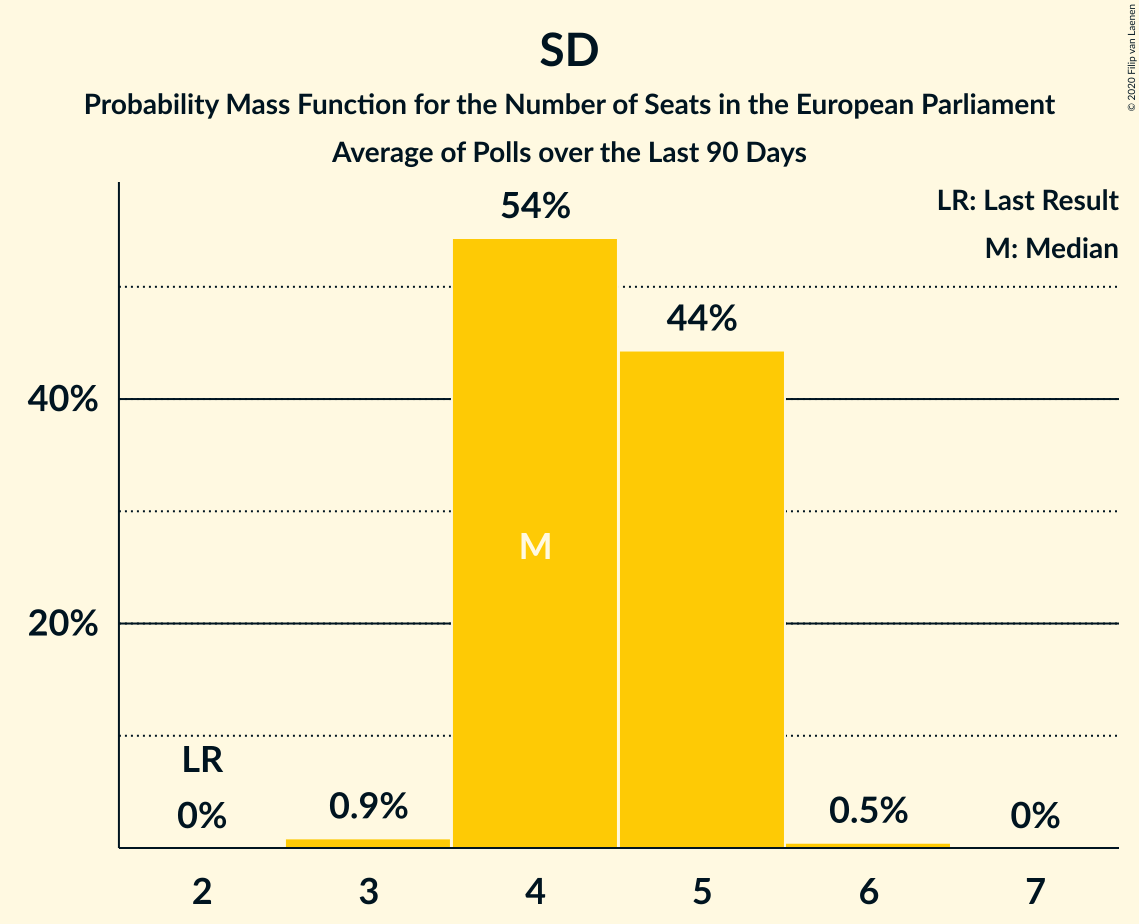 SD
Probability Mass Function for the Number of Seats in the European Parliament
Average of Polls over the Last 90 Days
© 2020 Filip van Laenen
LR: Last Result
M: Median
54%
44%
40%
M
20%
LR
0%
0.9%
0.5%
0%
2 3 4 5 6 7